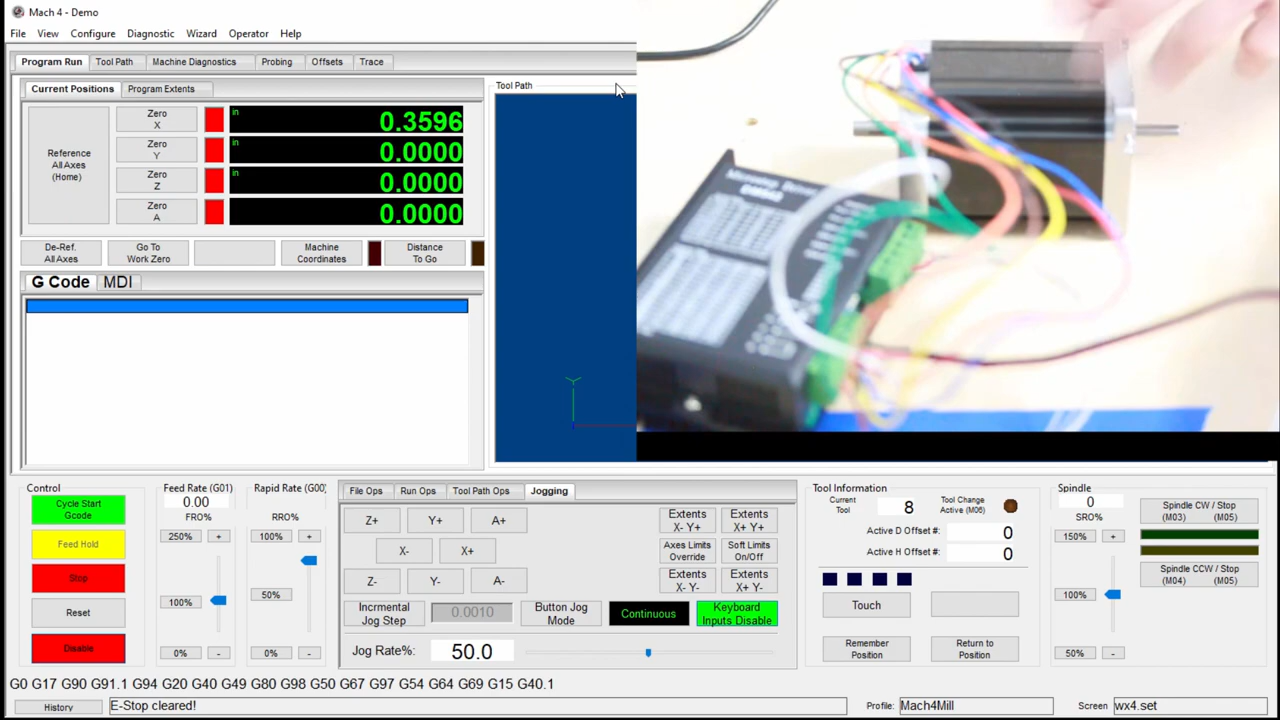 Mach 4 - Demo
File View Configure Diagnostic Wizard Operator Help
Program Run Tool Path Machine Diagnostics Probing Offsets Trace
Current Positions Program Extents
Tool Path
Reference
All Axes
(Home)
Zero
X
in
0.3596
Zero
Y
in
0.0000
Zero
Z
in
0.0000
Zero
A
0.0000
De-Ref.
All Axes
Go To
Work Zero
Machine
Coordinates
Distance
To Go
G Code MDI
Control
Cycle Start
Gcode
Feed Hold
Stop
Reset
Disable
Feed Rate (G01)
0.00
FRO%
250% +
100%
0% -
Rapid Rate (G00)
RRO%
100% +
50%
0% -
File Ops Run Ops Tool Path Ops Jogging
Z+ Y+ A+
X- X+
Z- Y- A-
Extents
X- Y+
Extents
X+ Y+
Axes Limits
Override
Soft Limits
On/Off
Extents
X- Y-
Extents
X+ Y-
Incrmental
Jog Step
0.0010
Button Jog
Mode
Continuous
Keyboard
Inputs Disable
Jog Rate%: 50.0
Tool Information
Current
Tool
8
Tool Change
Active (M06)
Active D Offset #: 0
Active H Offset #: 0
Touch
Remember
Position
Return to
Position
Spindle
0
SRO%
150% +
100%
50% -
Spindle CW / Stop
(M03) (M05)
Spindle CCW / Stop
(M04) (M05)
G0 G17 G90 G91.1 G94 G20 G40 G49 G80 G98 G50 G67 G97 G54 G64 G69 G15 G40.1
History E-Stop cleared! Profile: Mach4Mill Screen wx4.set